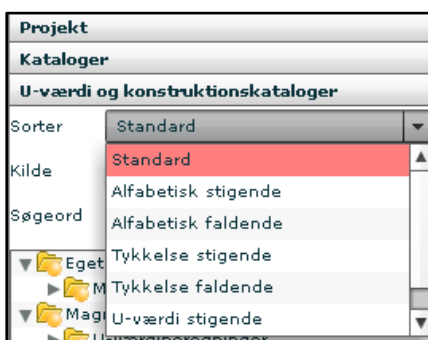 Projekt
Kataloger
U-værdi og konstruktionskataloger
Sorter Standard
Standard
Kilde
Alfabetisk stigende
Søgeord Alfabetisk faldende
Eget Tykkelse stigende
M Tykkelse faldende
Mag U-værdi stigende
U-værdiberegninger